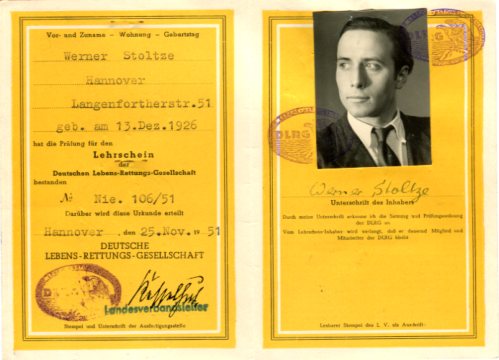 Vor- und Zuname – Wohnung – Geburtstag
Werner Stoltze
Hannover
Langenfortherstr.51
geb. am 13.Dez.1926
hat die Prüfung für den
Lehrschein
der
Deutschen Lebens-Rettungs-Gesellschaft
bestanden
№ Nie. 106/51
Darüber wird diese Urkunde erteilt
Hannover, den 25.Nov. 1951
DEUTSCHE
LEBENS-RETTUNGS-GESELLSCHAFT
Landesverbandsleiter
Stempel und Unterschrift der Ausfertigungsstelle
DLRG
DLRG
Werner Stoltze
Unterschrift des Inhabers
Durch meine Unterschrift erkenne ich die Satzung und Prüfungsordnung
der DLRG an.
Vom Lehrschein-Inhaber wird verlangt, daß er dauernd Mitglied und
Mitarbeiter der DLRG bleibt
Stempel des L. V. als Ausfert.